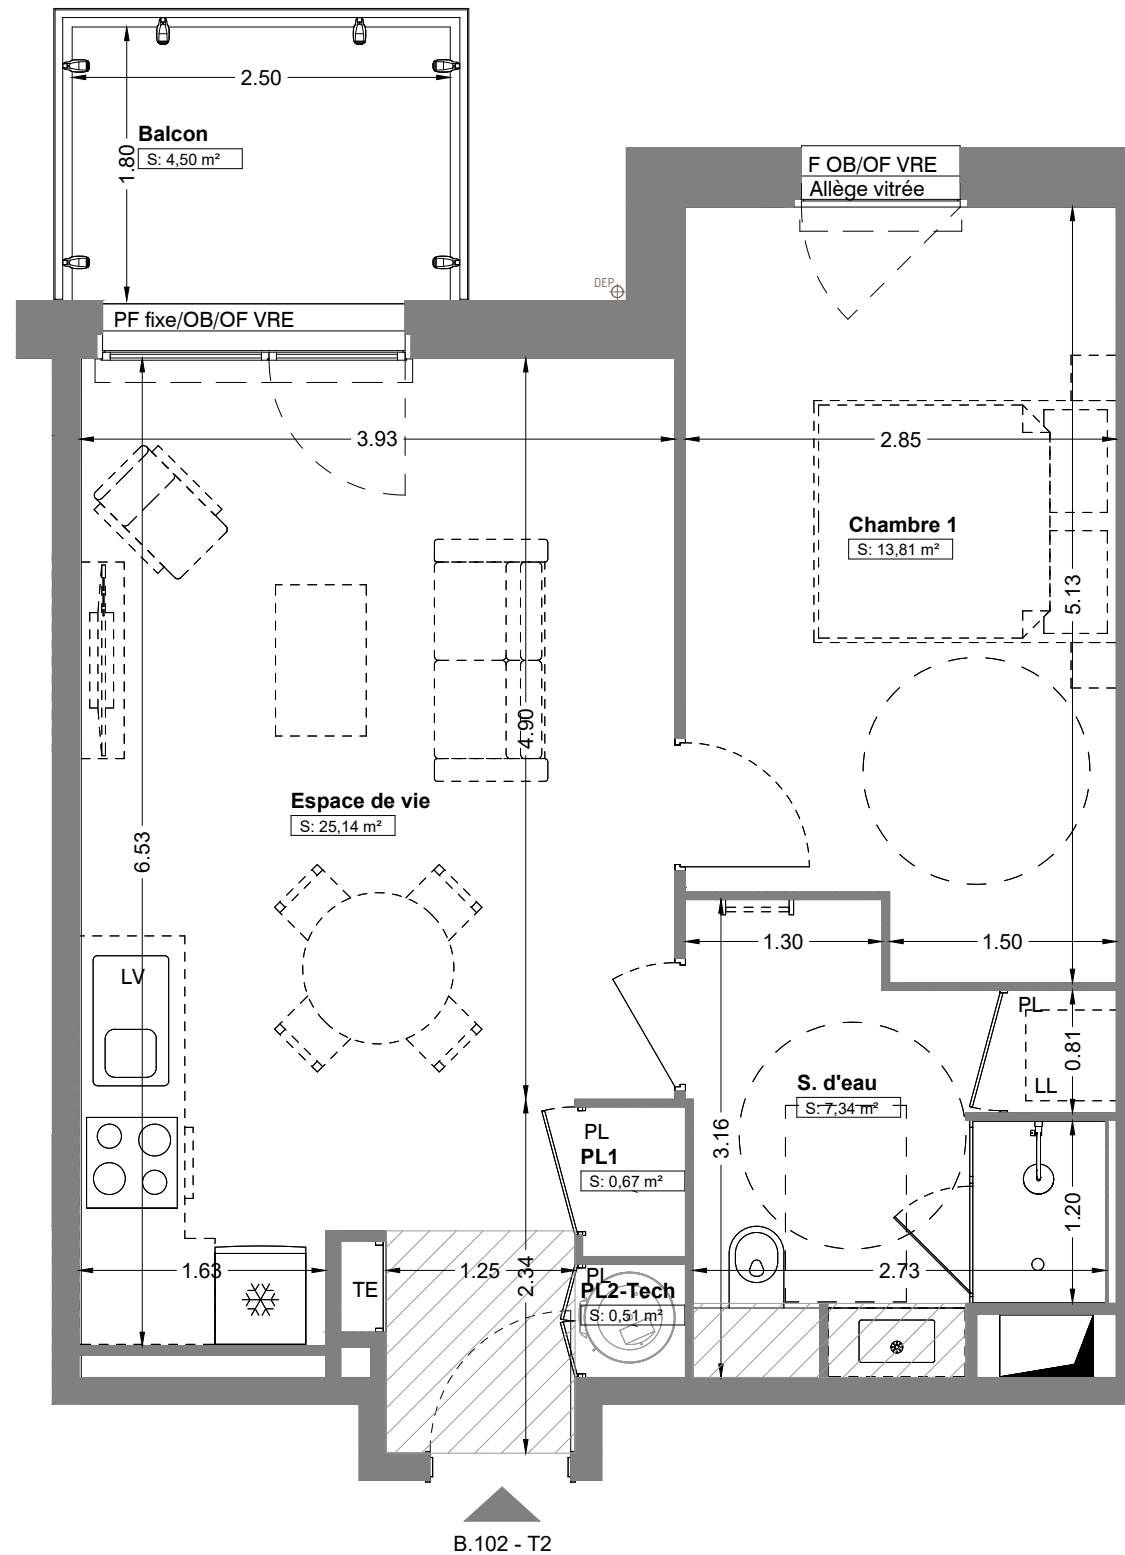 2.50
Balcon
S: 4,50 m²
1.80
F OB/OF VRE
Allège vitrée
DEP
PF fixe/OB/OF VRE
3.93
2.85
Chambre 1
S: 13,81 m²
5.13
4.90
Espace de vie
S: 25,14 m²
6.53
1.30
1.50
LV
PL
0.81
LL
S. d'eau
S: 7,34 m²
3.16
PL
PL1
S: 0,67 m²
1.20
1.63
TE
1.25
2.34
PL
PL2-Tech
S: 0,51 m²
2.73
B.102 - T2